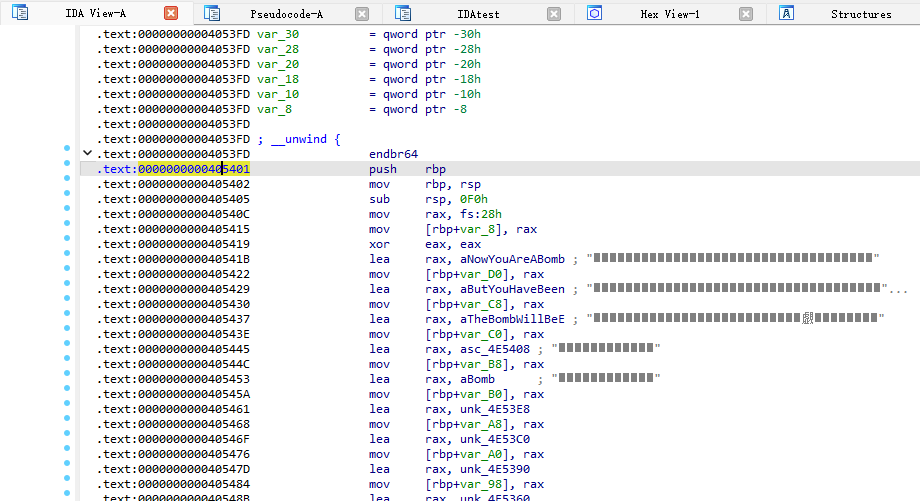 IDA View-A Pseudocode-A IDAtest Hex View-1 Structures
.text:00000000004053FD var_30 = qword ptr -30h
.text:00000000004053FD var_28 = qword ptr -28h
.text:00000000004053FD var_20 = qword ptr -20h
.text:00000000004053FD var_18 = qword ptr -18h
.text:00000000004053FD var_10 = qword ptr -10h
.text:00000000004053FD var_8 = qword ptr -8
.text:00000000004053FD
.text:00000000004053FD ; __unwind {
.text:00000000004053FD endbr64
.text:0000000000405401 push rbp
.text:0000000000405402 mov rbp, rsp
.text:0000000000405405 sub rsp, 0F0h
.text:000000000040540C mov rax, fs:28h
.text:0000000000405415 mov [rbp+var_8], rax
.text:0000000000405419 xor eax, eax
.text:000000000040541B lea rax, aNowYouAreABomb ; "
.text:0000000000405422 mov [rbp+var_D0], rax
.text:0000000000405429 lea rax, aButYouHaveBeen ; ""...
.text:0000000000405430 mov [rbp+var_C8], rax
.text:0000000000405437 lea rax, aTheBombWillBeE ; ""
.text:000000000040543E mov [rbp+var_C0], rax
.text:0000000000405445 lea rax, asc_4E5408 ; ""
.text:000000000040544C mov [rbp+var_B8], rax
.text:0000000000405453 lea rax, aBomb ; ""
.text:000000000040545A mov [rbp+var_B0], rax
.text:0000000000405461 lea rax, unk_4E53E8
.text:0000000000405468 mov [rbp+var_A8], rax
.text:000000000040546F lea rax, unk_4E53C0
.text:0000000000405476 mov [rbp+var_A0], rax
.text:000000000040547D lea rax, unk_4E5390
.text:0000000000405484 mov [rbp+var_98], rax
.text:000000000040548B lea rax, unk_4E5360